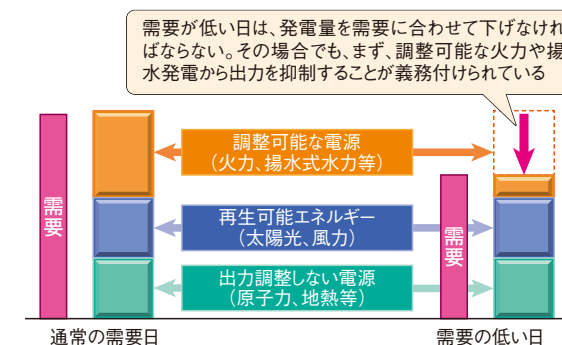 需要が低い日は、発電量を需要に合わせて下げなけれ
ばならない。その場合でも、まず、調整可能な火力や揚
水発電から出力を抑制することが義務付けられている
調整可能な電源
（火力、揚水式水力等）
需要
再生可能エネルギー
（太陽光、風力）
需要
出力調整しない電源
（原子力、地熱等）
通常の需要日
需要の低い日